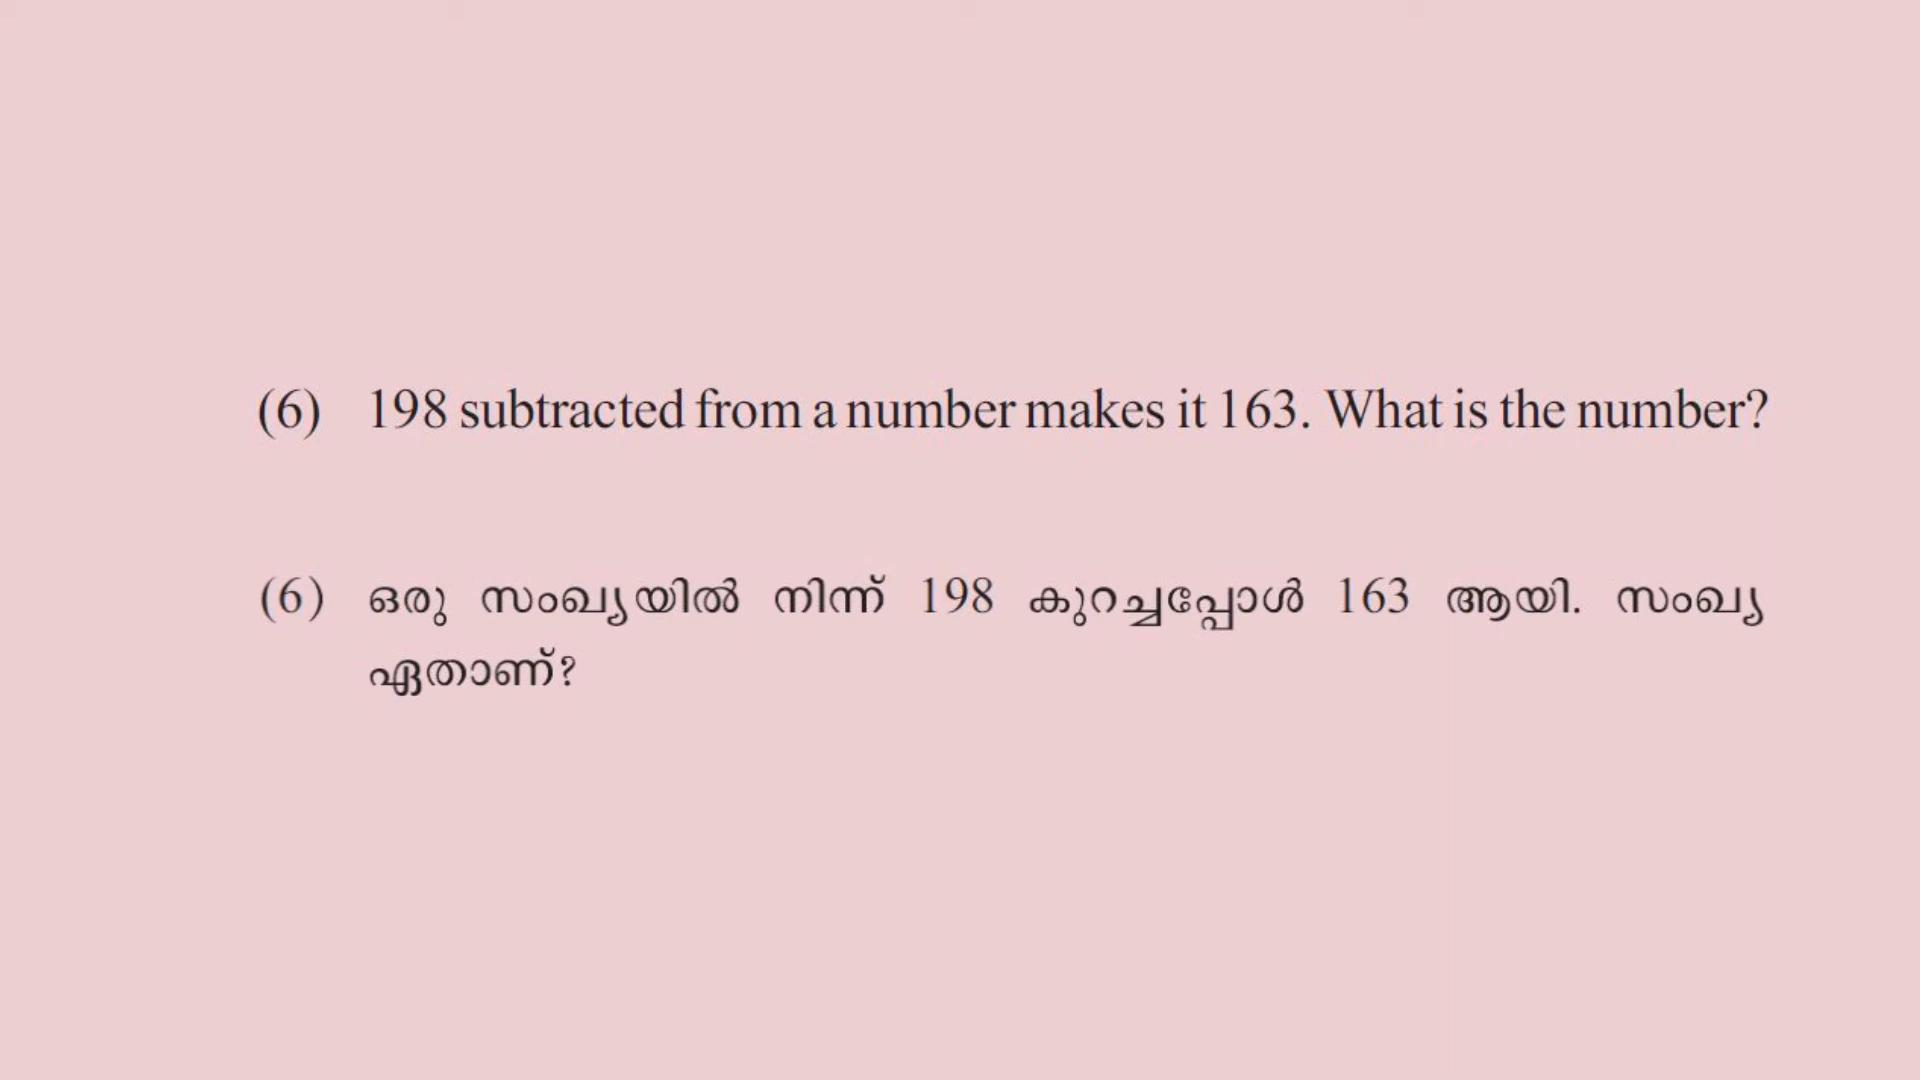 (6) 198 subtracted from a number makes it 163. What is the number?
(6) ഒരു സംഖ്യയിൽ നിന്ന് 198 കുറച്ചപ്പോൾ 163 ആയി. സംഖ്യ
ഏതാണ്?